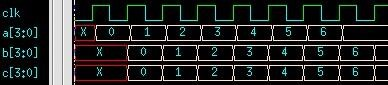 clk
a[3:0] X 0 1 2 3 4 5 6
b[3:0] X 0 1 2 3 4 5 6
c[3:0] X 0 1 2 3 4 5 6